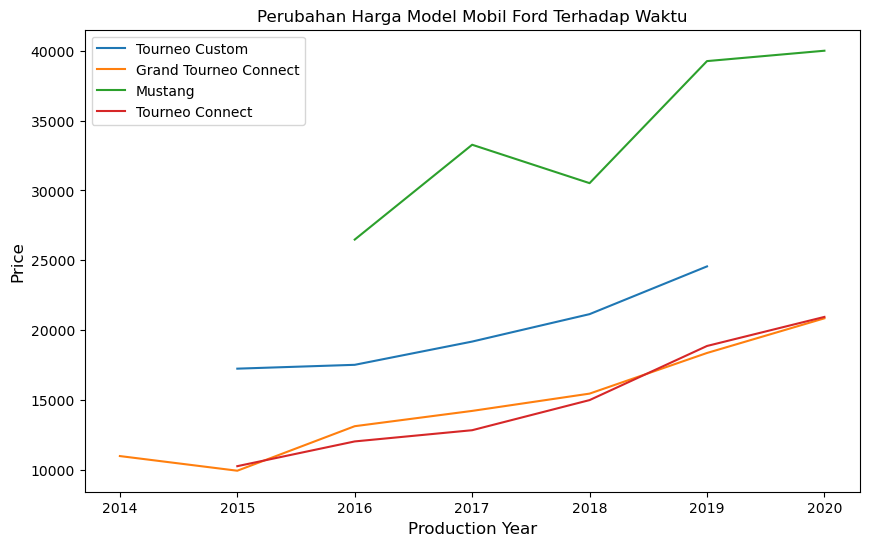 Perubahan Harga Model Mobil Ford Terhadap Waktu
Tourneo Custom
Grand Tourneo Connect
Mustang
Tourneo Connect
Price
40000
35000
30000
25000
20000
15000
10000
2014 2015 2016 2017 2018 2019 2020
Production Year